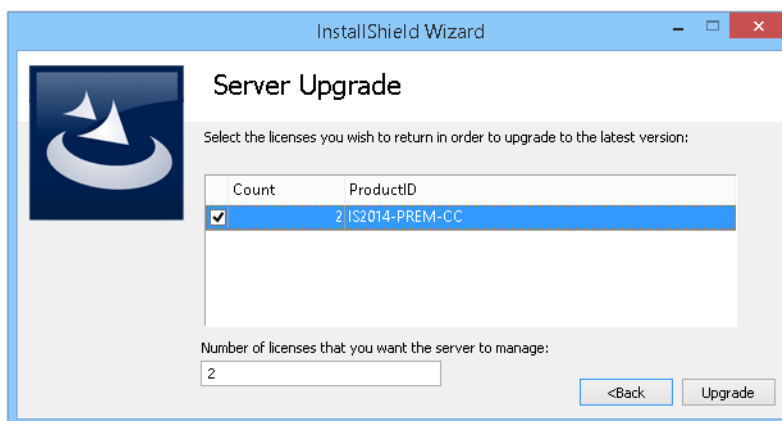 InstallShield Wizard
Server Upgrade
Select the licenses you wish to return in order to upgrade to the latest version:
Count ProductID
2 IS2014-PREM-CC
Number of licenses that you want the server to manage:
2
<Back Upgrade